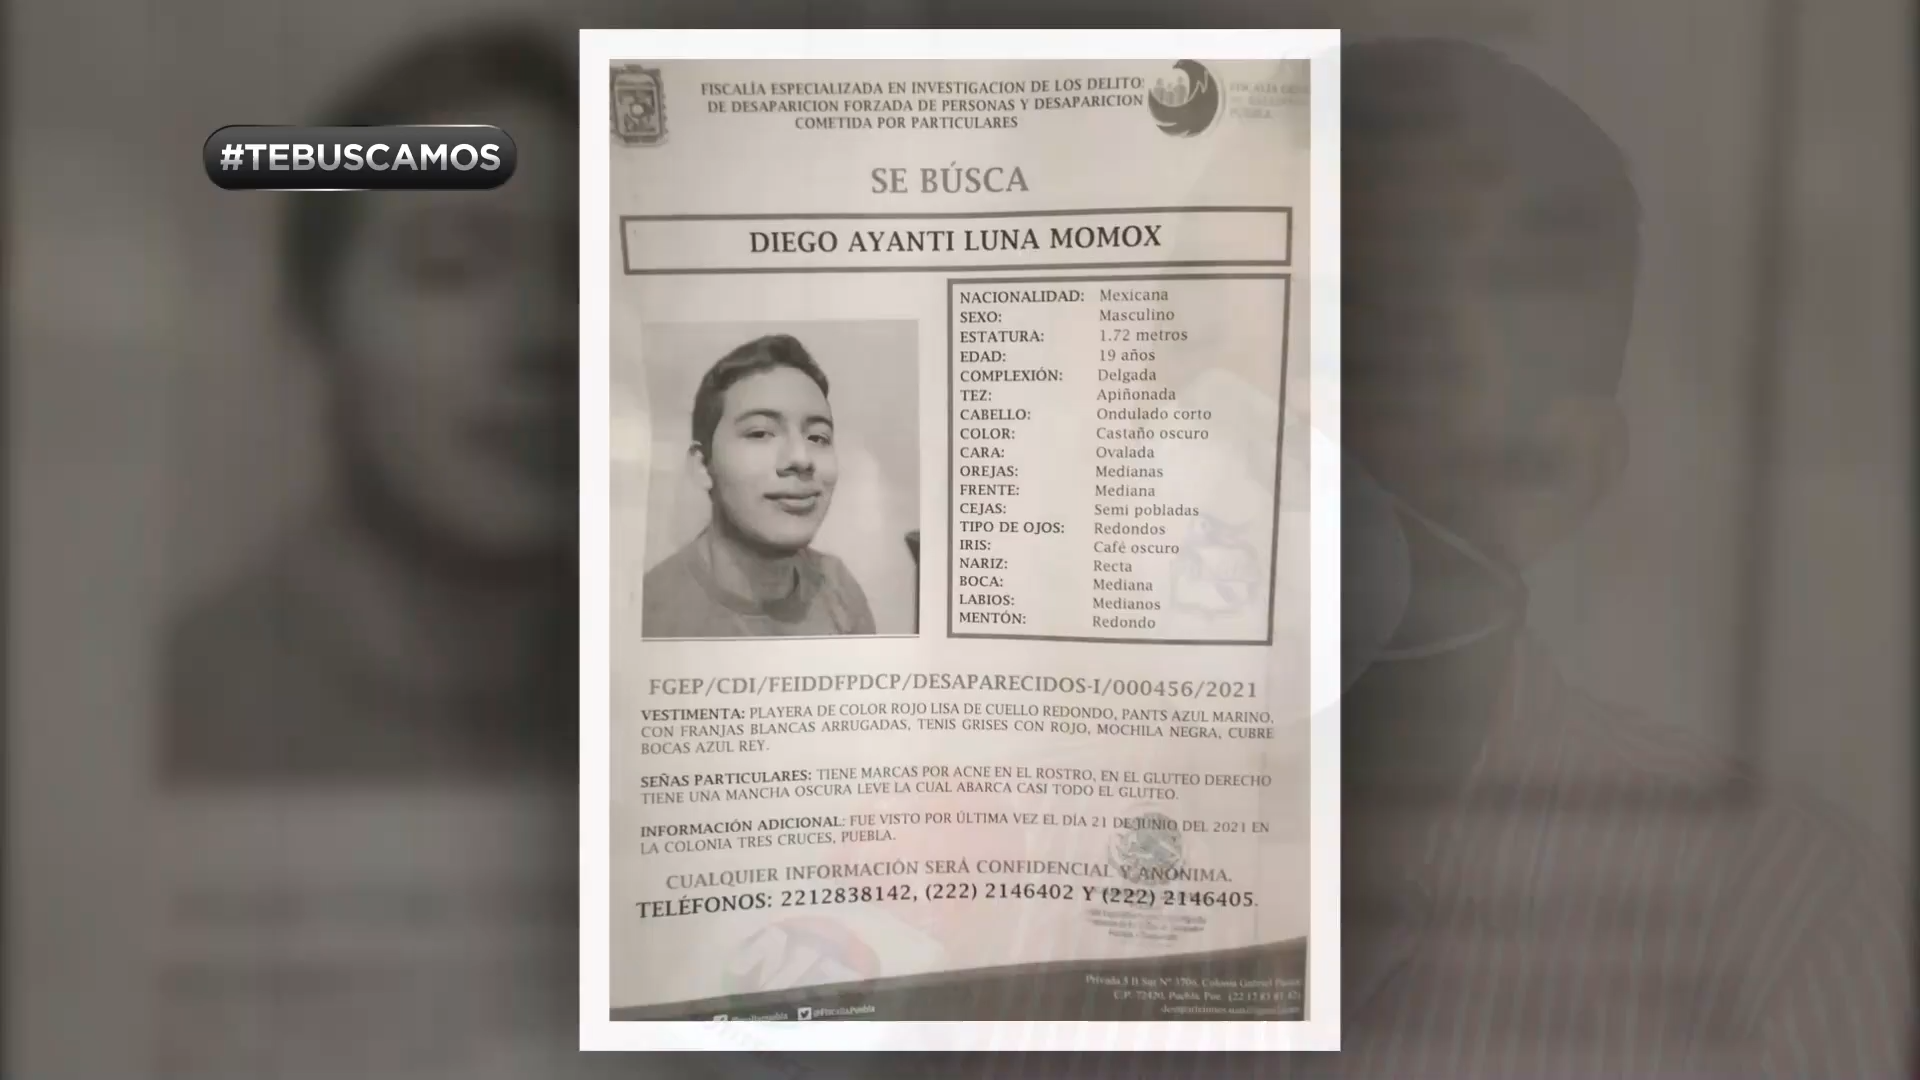 #TEBUSCAMOS
FISCALÍA ESPECIALIZADA EN INVESTIGACION DE LOS DELITO
DE DESAPARICION FORZADA DE PERSONAS Y DESAPARICION
COMETIDA POR PARTICULARES
SE BÚSCA
DIEGO AYANTI LUNA MOMOX
NACIONALIDAD: Mexicana
SEXO: Masculino
ESTATURA: 1.72 metros
EDAD: 19 años
COMPLEXIÓN: Delgada
TEZ: Apiñonada
CABELLO: Ondulado corto
COLOR: Castaño oscuro
CARA: Ovalada
OREJAS: Medianas
FRENTE: Mediana
CEJAS: Semi pobladas
TIPO DE OJOS: Redondos
IRIS: Café oscuro
NARIZ: Recta
BOCA: Mediana
LABIOS: Medianos
MENTÓN: Redondo
FGEP/CDI/FEIDDFPDCP/DESAPARECIDOS-I/000456/2021
VESTIMENTA: PLAYERA DE COLOR ROJO LISA DE CUELLO REDONDO, PANTS AZUL MARINO,
CON FRANJAS BLANCAS ARRUGADAS, TENIS GRISES CON ROJO, MOCHILA NEGRA, CUBRE
BOCAS AZUL REY.
SEÑAS PARTICULARES: TIENE MARCAS POR ACNE EN EL ROSTRO, EN EL GLUTEO DERECHO
TIENE UNA MANCHA OSCURA LEVE LA CUAL ABARCA CASI TODO EL GLUTEO.
INFORMACIÓN ADICIONAL: FUE VISTO POR ÚLTIMA VEZ EL DÍA 21 DE JUNIO DEL 2021 EN
LA COLONIA TRES CRUCES, PUEBLA.
CUALQUIER INFORMACIÓN SERÁ CONFIDENCIAL Y ANÓNIMA.
TELÉFONOS: 2212838142, (222) 2146402 Y (222) 2146405.
@FiscaliaPuebla